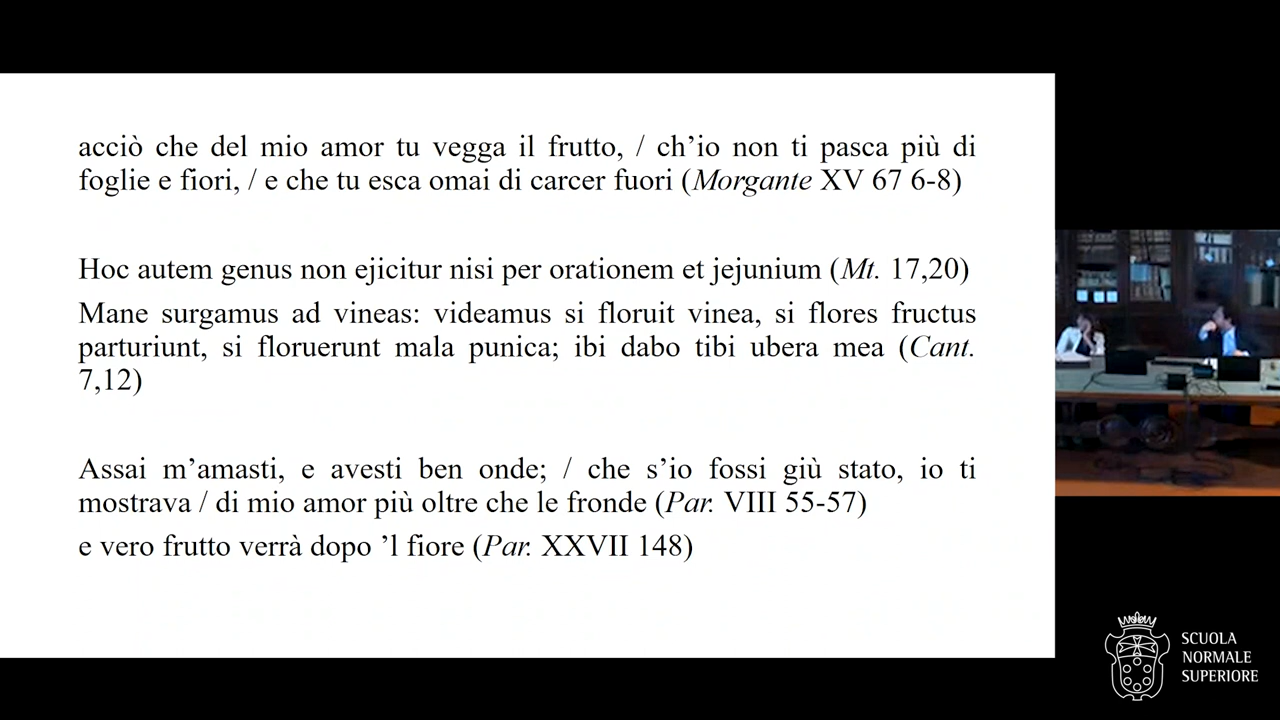 acciò che del mio amor tu vegga il frutto, / ch’io non ti pasca più di
foglie e fiori, / e che tu esca omai di carcer fuori (Morgante XV 67 6-8)
Hoc autem genus non ejicitur nisi per orationem et jejunium (Mt. 17,20)
Mane surgamus ad vineas: videamus si floruit vinea, si flores fructus
parturiunt, si floruerunt mala punica; ibi dabo tibi ubera mea (Cant.
7,12)
Assai m’amasti, e avesti ben onde; / che s’io fossi giù stato, io ti
mostrava / di mio amor più oltre che le fronde (Par. VIII 55-57)
e vero frutto verrà dopo ’l fiore (Par. XXVII 148)
SCUOLA
NORMALE
SUPERIORE